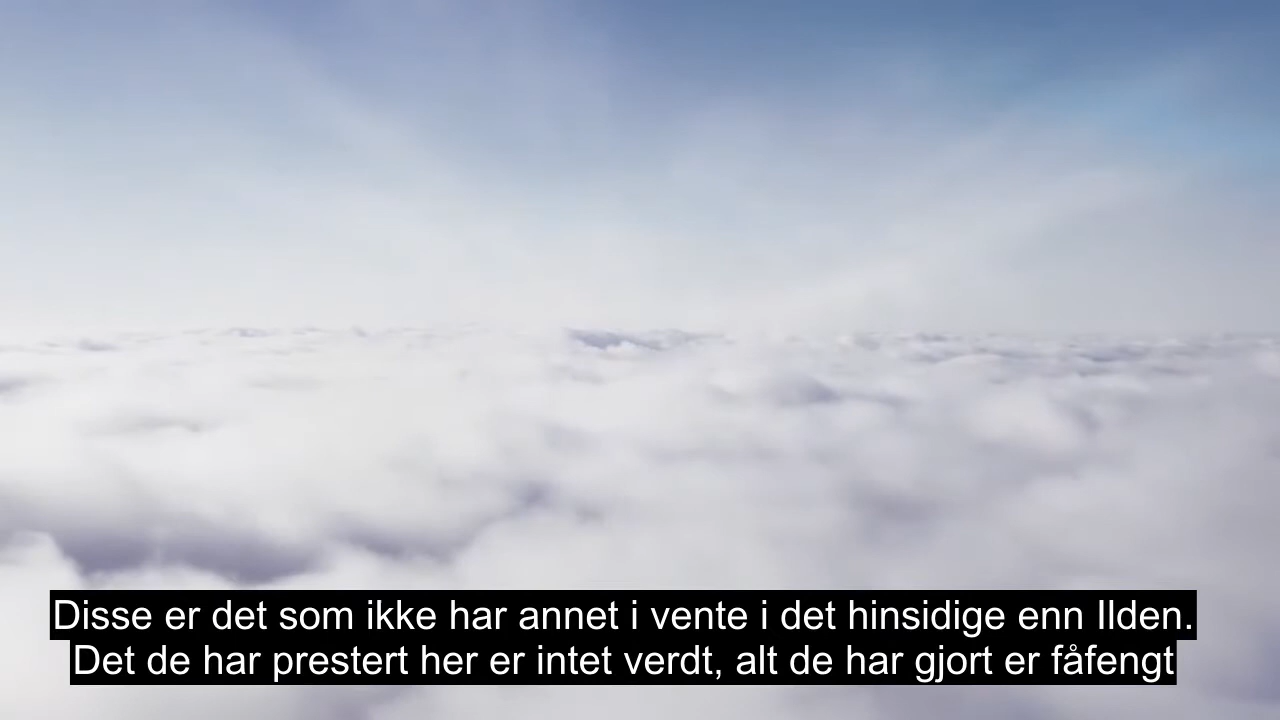 Disse er det som ikke har annet i vente i det hinsidige enn Ilden.
Det de har prestert her er intet verdt, alt de har gjort er fåfengt